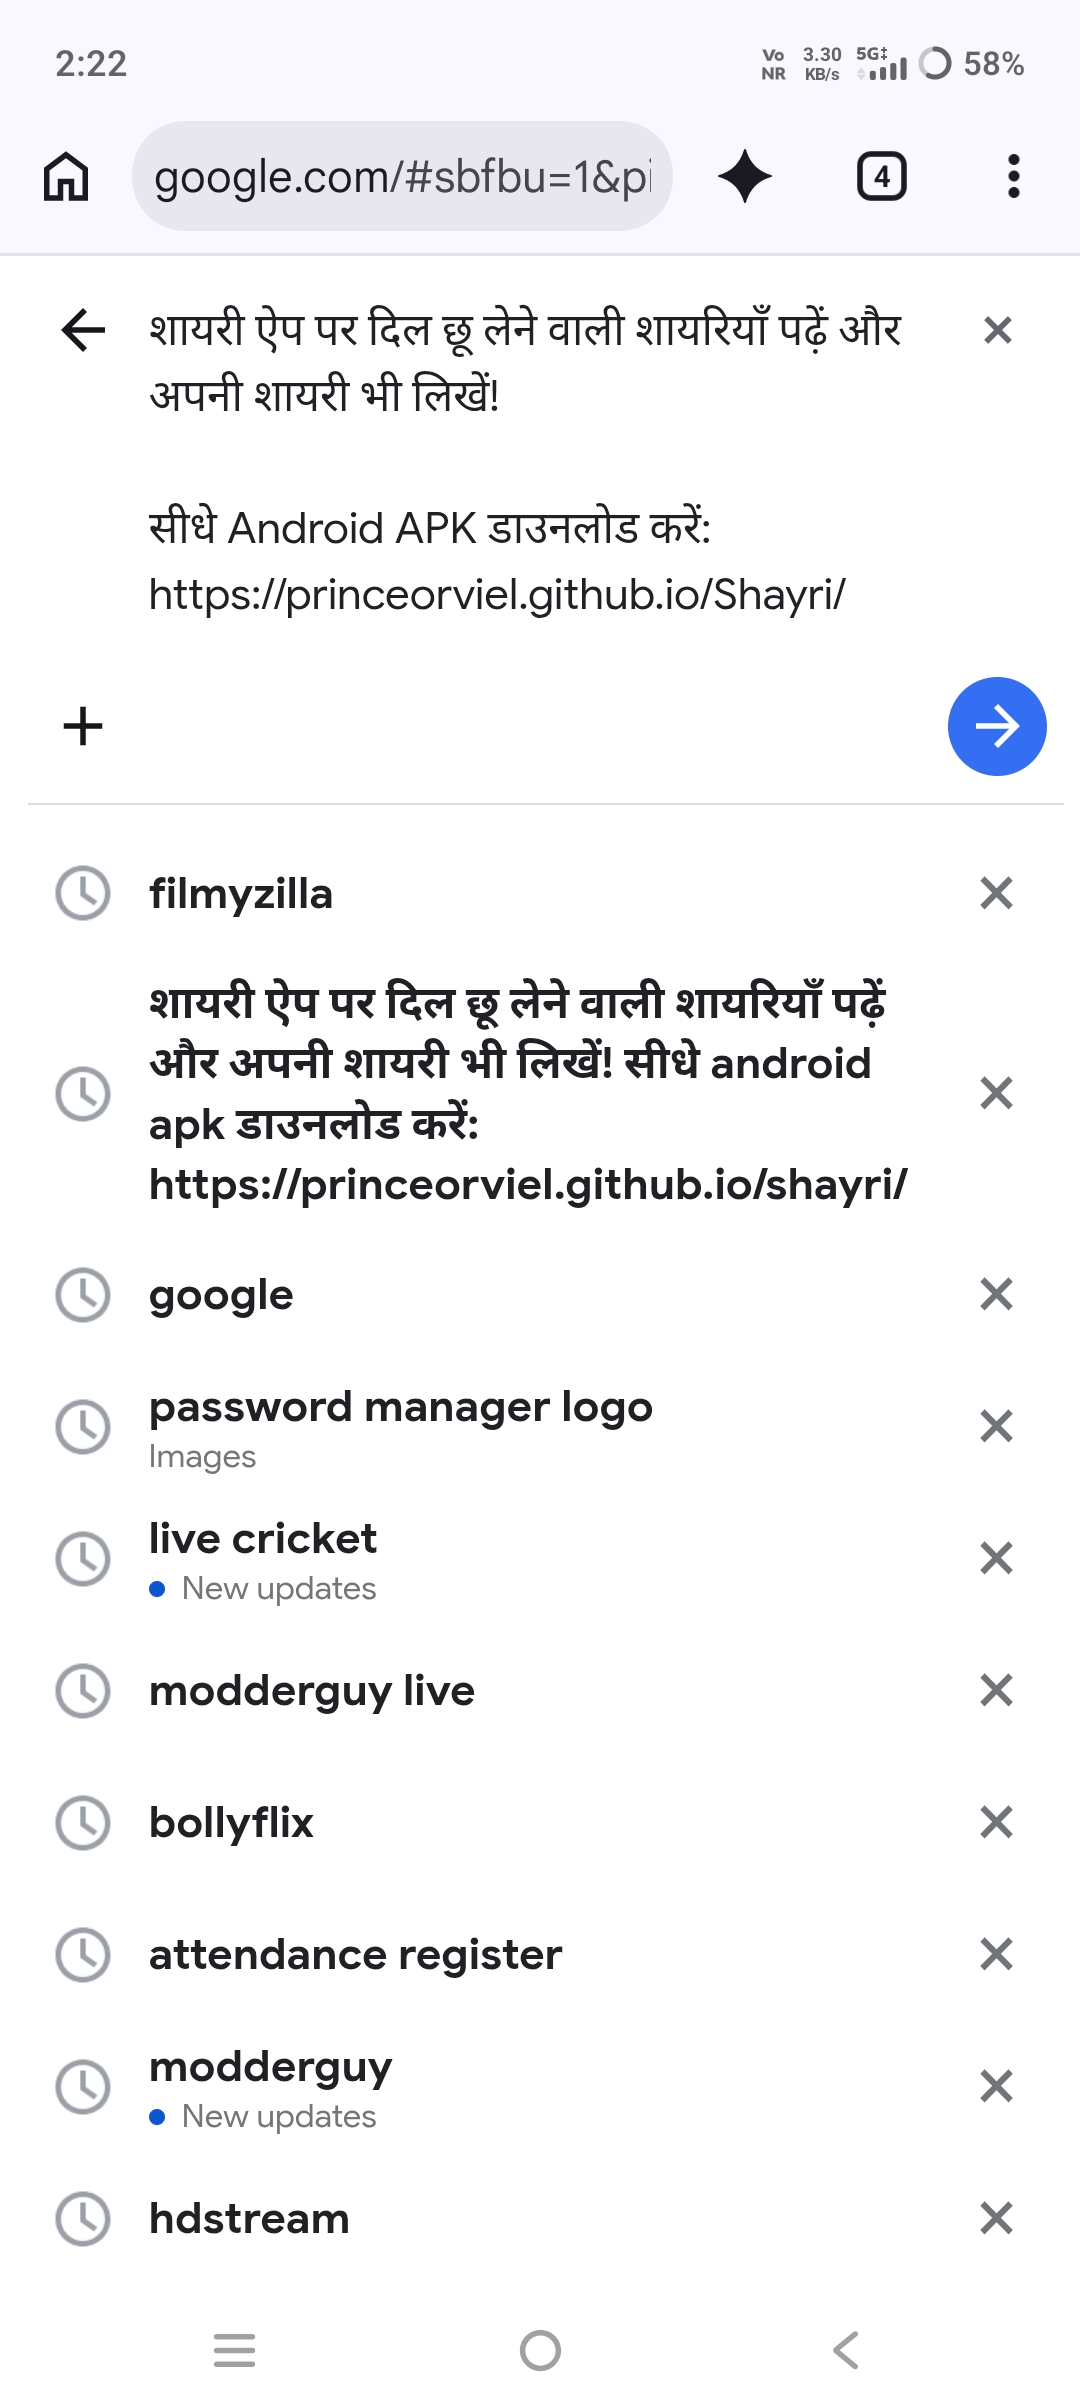 2:22
Vo NR 3.30 KB/s 5G‡ 58%
google.com/#sbfbu=1&pi
4
शायरी ऐप पर दिल छू लेने वाली शायरियाँ पढ़ें और
अपनी शायरी भी लिखें!
सीधे Android APK डाउनलोड करें:
https://princeorviel.github.io/Shayri/
filmyzilla
शायरी ऐप पर दिल छू लेने वाली शायरियाँ पढ़ें
और अपनी शायरी भी लिखें! सीधे android
apk डाउनलोड करें:
https://princeorviel.github.io/shayri/
google
password manager logo
Images
live cricket
New updates
modderguy live
bollyflix
attendance register
modderguy
New updates
hdstream